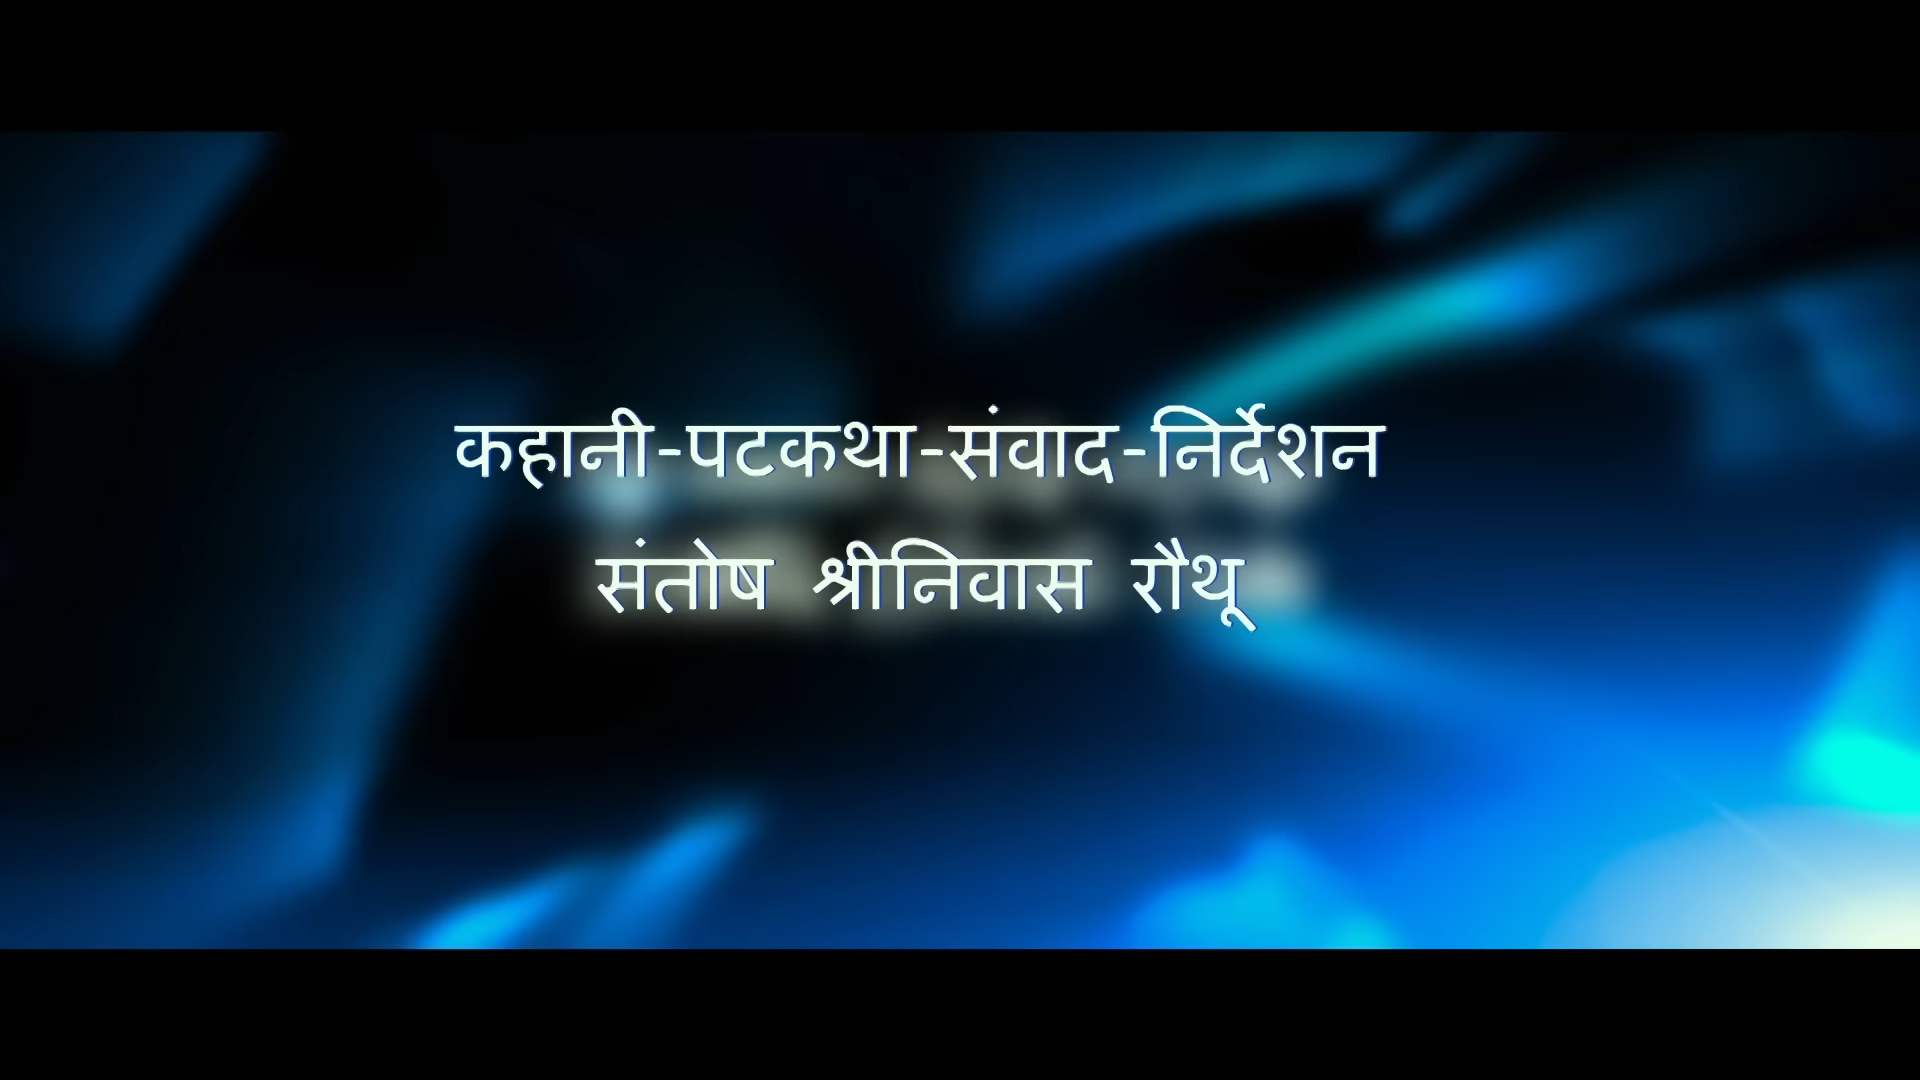 कहानी-पटकथा-संवाद-निर्देशन
संतोष श्रीनिवास रौथू